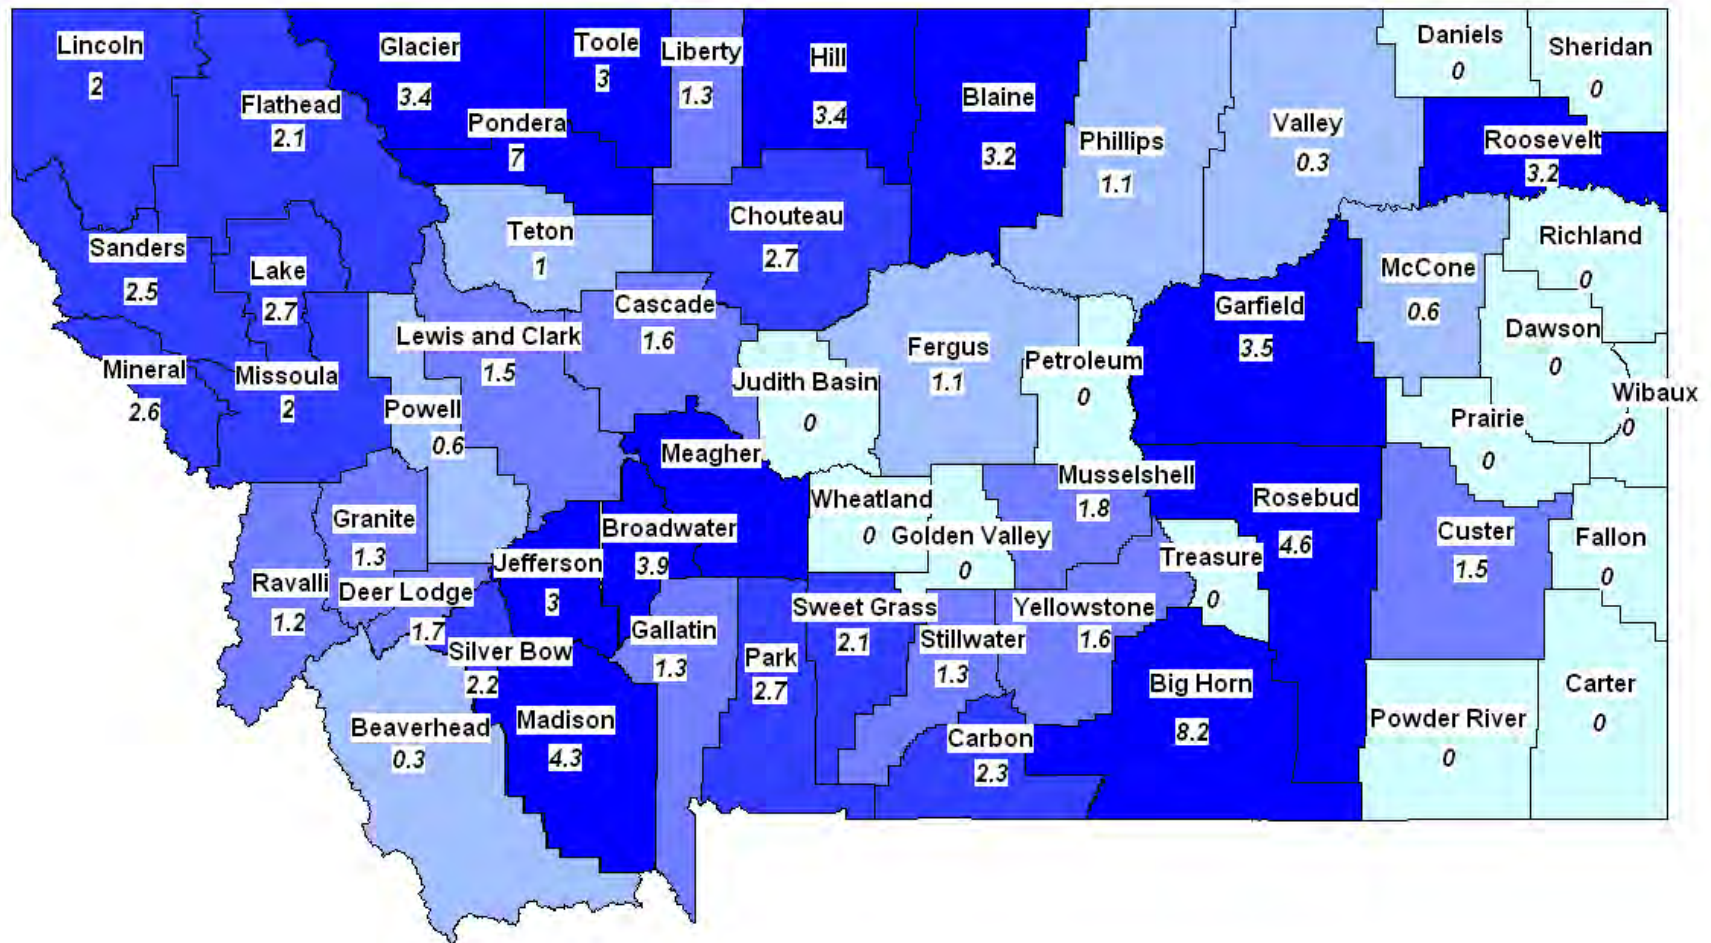 Lincoln
2
Flathead
2.1
Glacier
3.4
Pondera
7
Toole
3
Liberty
1.3
Hill
3.4
Blaine
3.2
Phillips
1.1
Valley
0.3
Daniels
0
Sheridan
0
Roosevelt
3.2
Sanders
2.5
Lake
2.7
Teton
1
Chouteau
2.7
Richland
0
McCone
0.6
Garfield
3.5
Dawson
0
Wibaux
0
Mineral
2.6
Missoula
2
Powell
0.6
Lewis and Clark
1.5
Cascade
1.6
Judith Basin
0
Fergus
1.1
Petroleum
0
Prairie
0
Meagher
Wheatland
0
Golden Valley
0
Musselshell
1.8
Rosebud
4.6
Treasure
0
Custer
1.5
Fallon
0
Granite
1.3
Ravalli
1.2
Deer Lodge
1.7
Jefferson
3
Broadwater
3.9
Silver Bow
2.2
Gallatin
1.3
Park
2.7
Sweet Grass
2.1
Stillwater
1.3
Yellowstone
1.6
Big Horn
8.2
Carbon
2.3
Powder River
0
Carter
0
Beaverhead
0.3
Madison
4.3